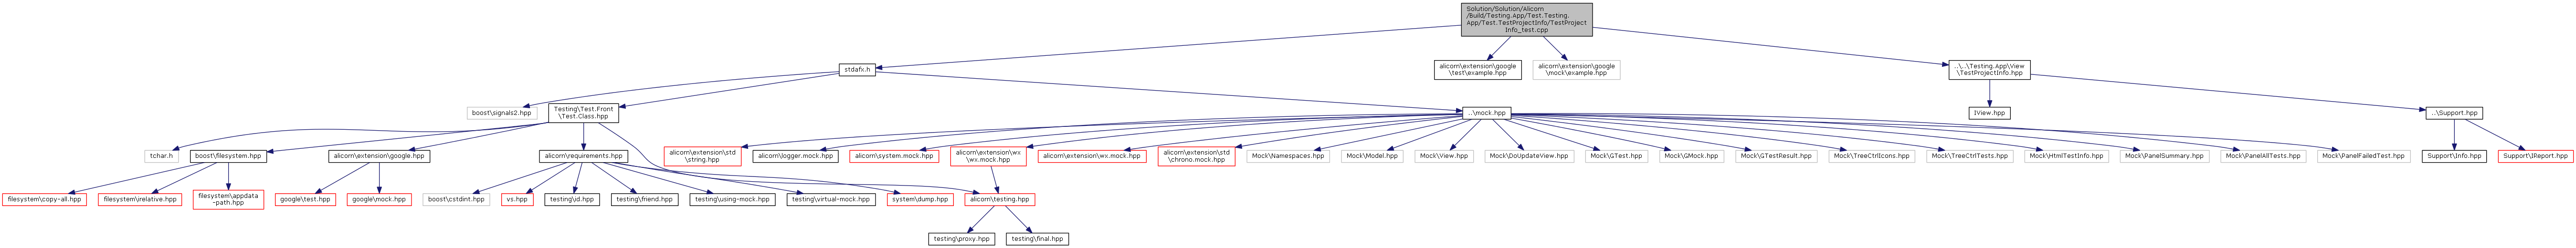 Solution/Solution/Alicorn
/Build/Testing.App/Test.Testing.
App/Test.TestProjectInfo/TestProject
Info_test.cpp
stdafx.h
alicorn\extension\google
\test\example.hpp
alicorn\extension\google
\mock\example.hpp
..\..\Testing.App\View
\TestProjectInfo.hpp
boost\signals2.hpp
Testing\Test.Front
\Test.Class.hpp
..\mock.hpp
IView.hpp
..\Support.hpp
tchar.h
boost\filesystem.hpp
alicorn\extension\google.hpp
alicorn\requirements.hpp
alicorn\extension\std
\string.hpp
alicorn\logger.mock.hpp
alicorn\system.mock.hpp
alicorn\extension\wx
\wx.mock.hpp
alicorn\extension\wx.mock.hpp
alicorn\extension\std
\chrono.mock.hpp
Mock\Namespaces.hpp
Mock\Model.hpp
Mock\View.hpp
Mock\DoUpdateView.hpp
Mock\GTest.hpp
Mock\GMock.hpp
Mock\GTestResult.hpp
Mock\TreeCtrlIcons.hpp
Mock\TreeCtrlTests.hpp
Mock\HtmlTestInfo.hpp
Mock\PanelSummary.hpp
Mock\PanelAllTests.hpp
Mock\PanelFailedTest.hpp
Support\Info.hpp
Support\IReport.hpp
filesystem\copy-all.hpp
filesystem\irelative.hpp
filesystem\appdata
-path.hpp
google\test.hpp
google\mock.hpp
boost\cstdint.hpp
vs.hpp
testing\id.hpp
testing\friend.hpp
testing\using-mock.hpp
testing\virtual-mock.hpp
system\dump.hpp
alicorn\testing.hpp
testing\proxy.hpp
testing\final.hpp